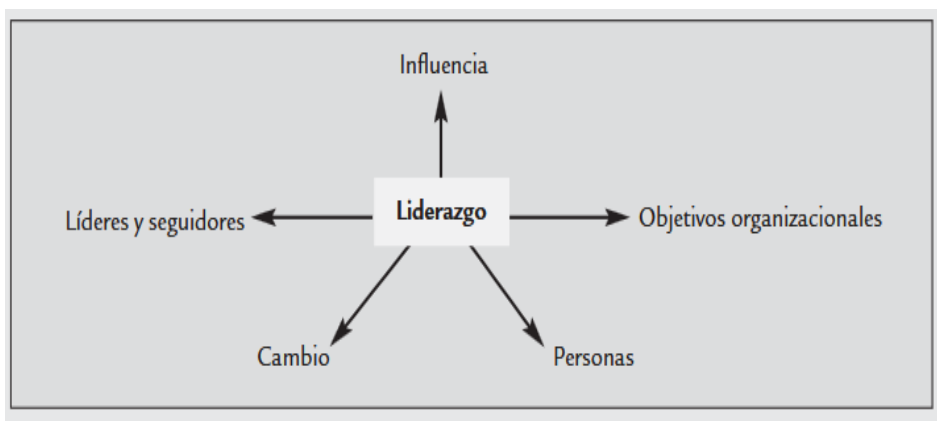 Influencia
Líderes y seguidores
Liderazgo
Objetivos organizacionales
Cambio
Personas